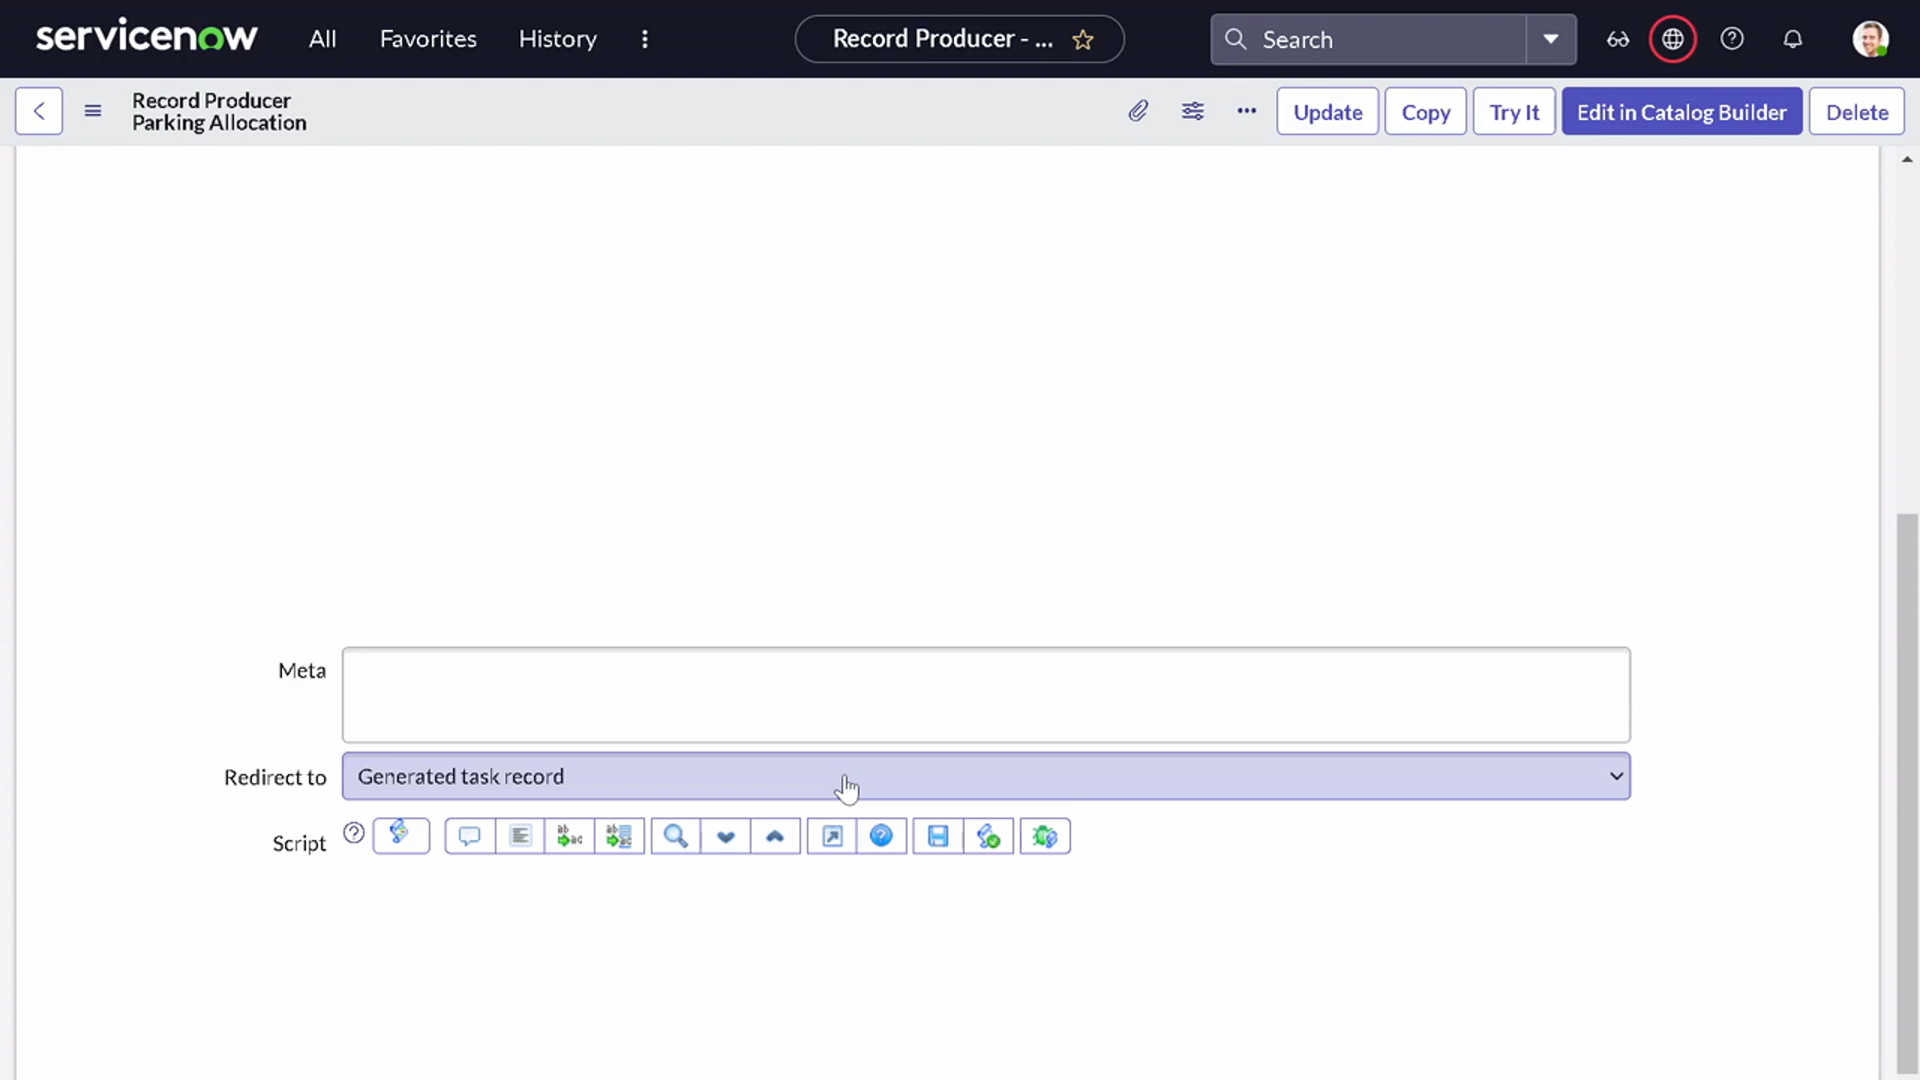 servicenow
All
Favorites
History
Record Producer - ...
Search
Record Producer
Parking Allocation
Update
Copy
Try It
Edit in Catalog Builder
Delete
Meta
Redirect to
Generated task record
Script